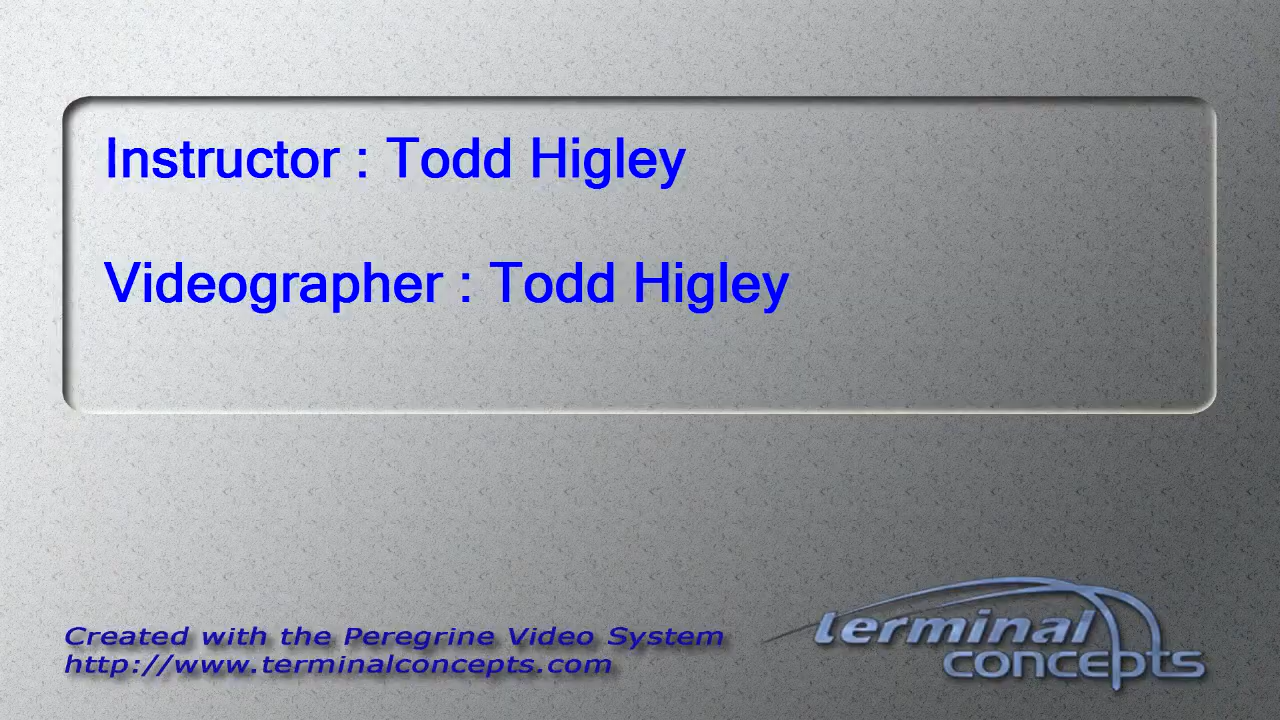 Instructor : Todd Higley
Videographer : Todd Higley
Created with the Peregrine Video System
http://www.terminalconcepts.com
terminal
concepts